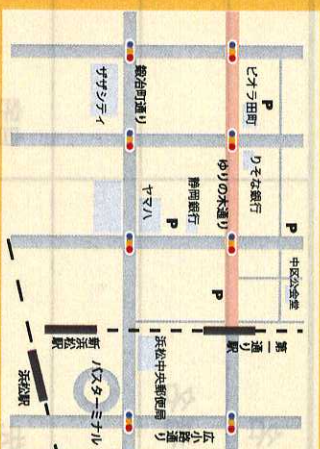 ビオラ田町
P
鍛冶町通り
ザザシティ
りそな銀行
ゆりの木通り
静岡銀行
P
ヤマハ
P
中区公会堂
P
第一通り駅
浜松中央郵便局
新浜松駅
広小路通り
バスターミナル
浜松駅